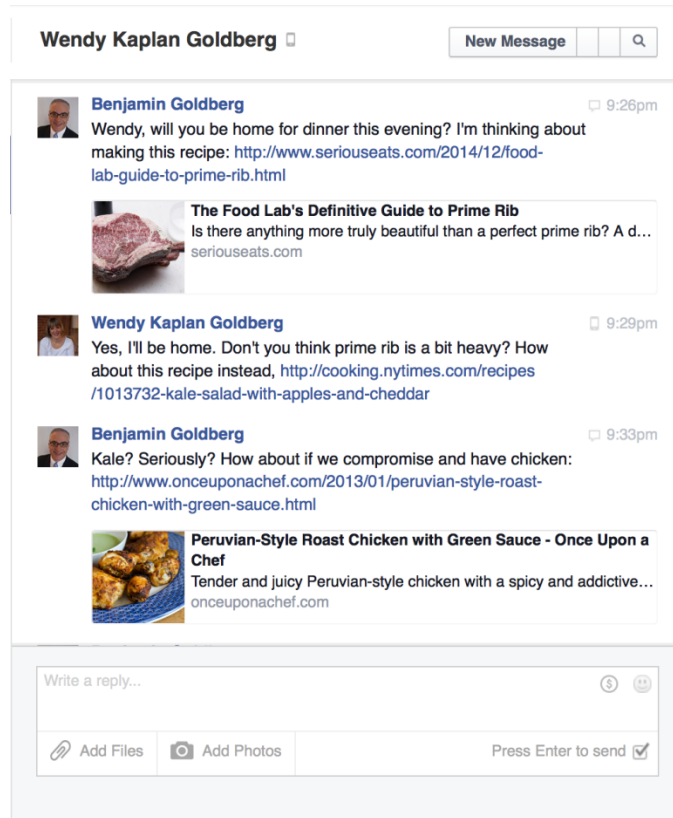 Wendy Kaplan Goldberg
New Message
Benjamin Goldberg
9:26pm
Wendy, will you be home for dinner this evening? I'm thinking about
making this recipe: http://www.seriouseats.com/2014/12/food-
lab-guide-to-prime-rib.html
The Food Lab's Definitive Guide to Prime Rib
Is there anything more truly beautiful than a perfect prime rib? A d...
seriouseats.com
Wendy Kaplan Goldberg
9:29pm
Yes, I'll be home. Don't you think prime rib is a bit heavy? How
about this recipe instead, http://cooking.nytimes.com/recipes
/1013732-kale-salad-with-apples-and-cheddar
Benjamin Goldberg
9:33pm
Kale? Seriously? How about if we compromise and have chicken:
http://www.onceuponachef.com/2013/01/peruvian-style-roast-
chicken-with-green-sauce.html
Peruvian-Style Roast Chicken with Green Sauce - Once Upon a
Chef
Tender and juicy Peruvian-style chicken with a spicy and addictive...
onceuponachef.com
Write a reply...
Add Files
Add Photos
Press Enter to send